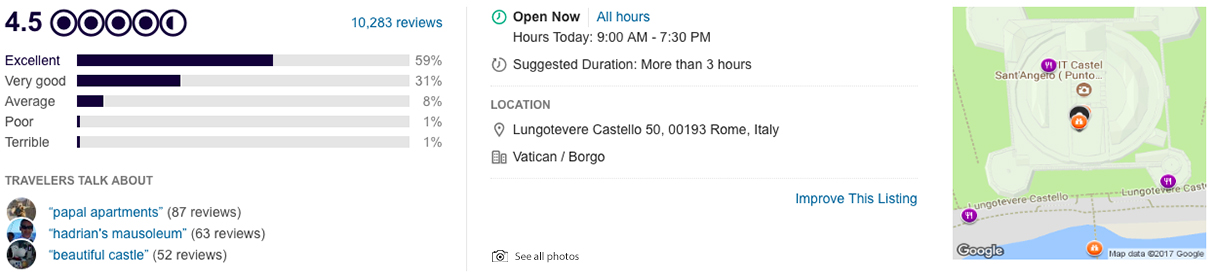 4.5
10,283 reviews
Excellent 59%
Very good 31%
Average 8%
Poor 1%
Terrible 1%
TRAVELERS TALK ABOUT
“papal apartments” (87 reviews)
“hadrian's mausoleum” (63 reviews)
“beautiful castle” (52 reviews)
Open Now All hours
Hours Today: 9:00 AM - 7:30 PM
Suggested Duration: More than 3 hours
LOCATION
Lungotevere Castello 50, 00193 Rome, Italy
Vatican / Borgo
Improve This Listing
See all photos
IT Castel
Sant'Angelo ( Punto...
Lungotevere Castello
Lungotevere Caste
Google
Map data ©2017 Google